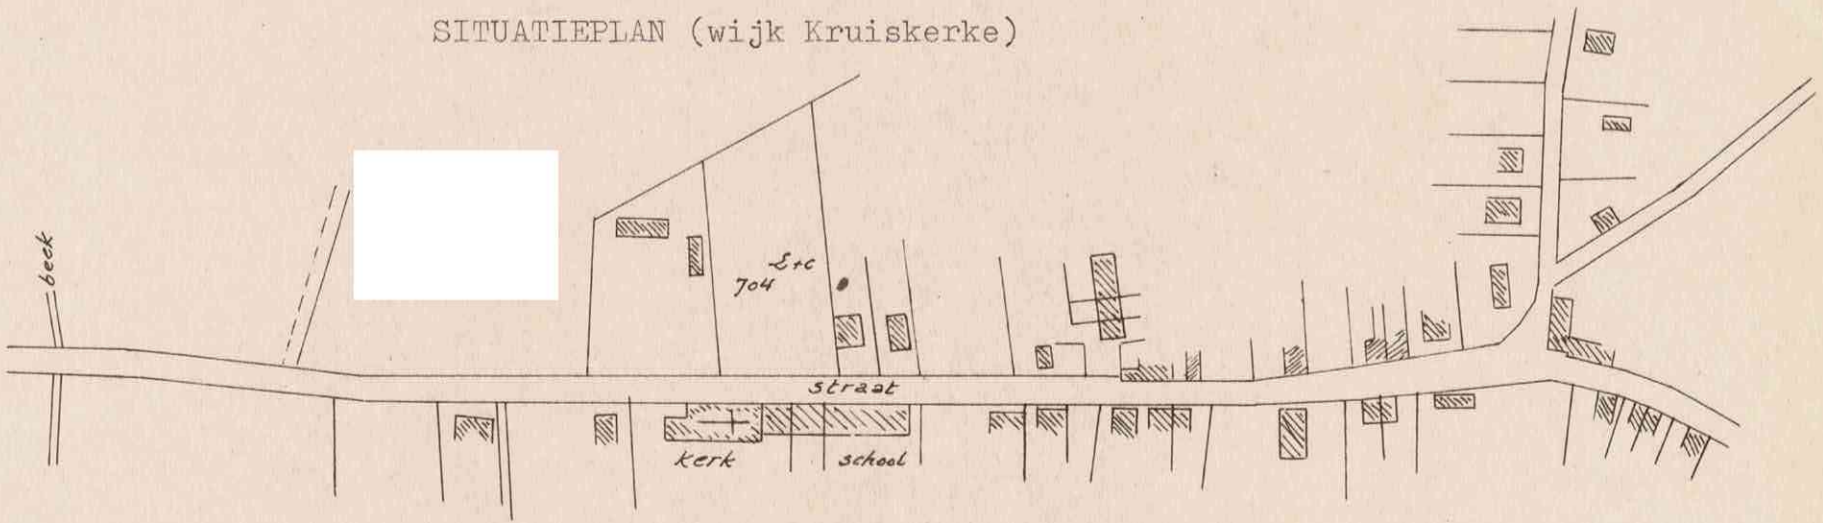 SITUATIEPLAN (wijk Kruiskerke)
beek
704 E+c
straat
kerk
school